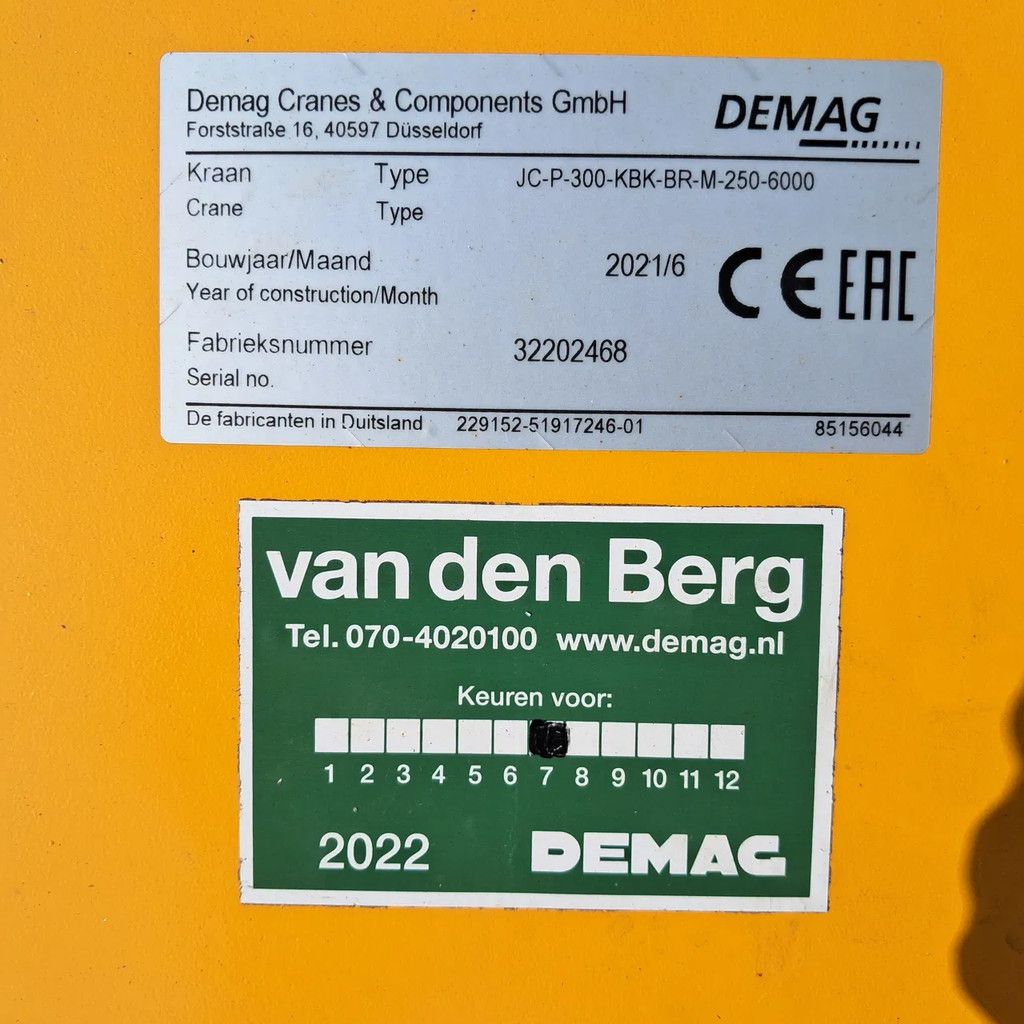 Demag Cranes & Components GmbH
Forststraße 16, 40597 Düsseldorf
DEMAG
Kraan Type JC-P-300-KBK-BR-M-250-6000
Crane Type
Bouwjaar/Maand 2021/6
Year of construction/Month
CE EAC
Fabrieksnummer 32202468
Serial no.
De fabricanten in Duitsland 229152-51917246-01 85156044
van den Berg
Tel. 070-4020100 www.demag.nl
Keuren voor:
1 2 3 4 5 6 7 8 9 10 11 12
2022 DEMAG